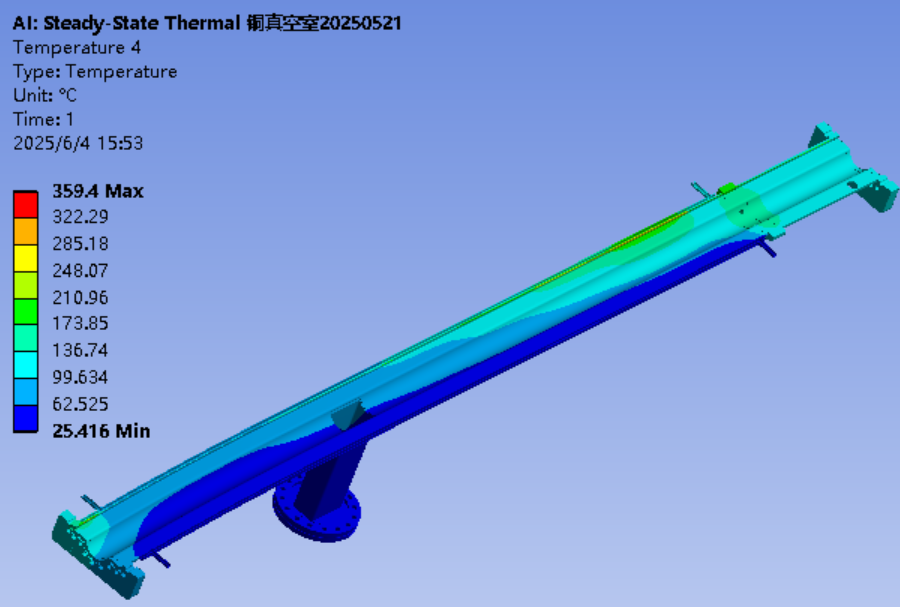 AI: Steady-State Thermal 铜真空室20250521
Temperature 4
Type: Temperature
Unit: °C
Time: 1
2025/6/4 15:53
359.4 Max
322.29
285.18
248.07
210.96
173.85
136.74
99.634
62.525
25.416 Min